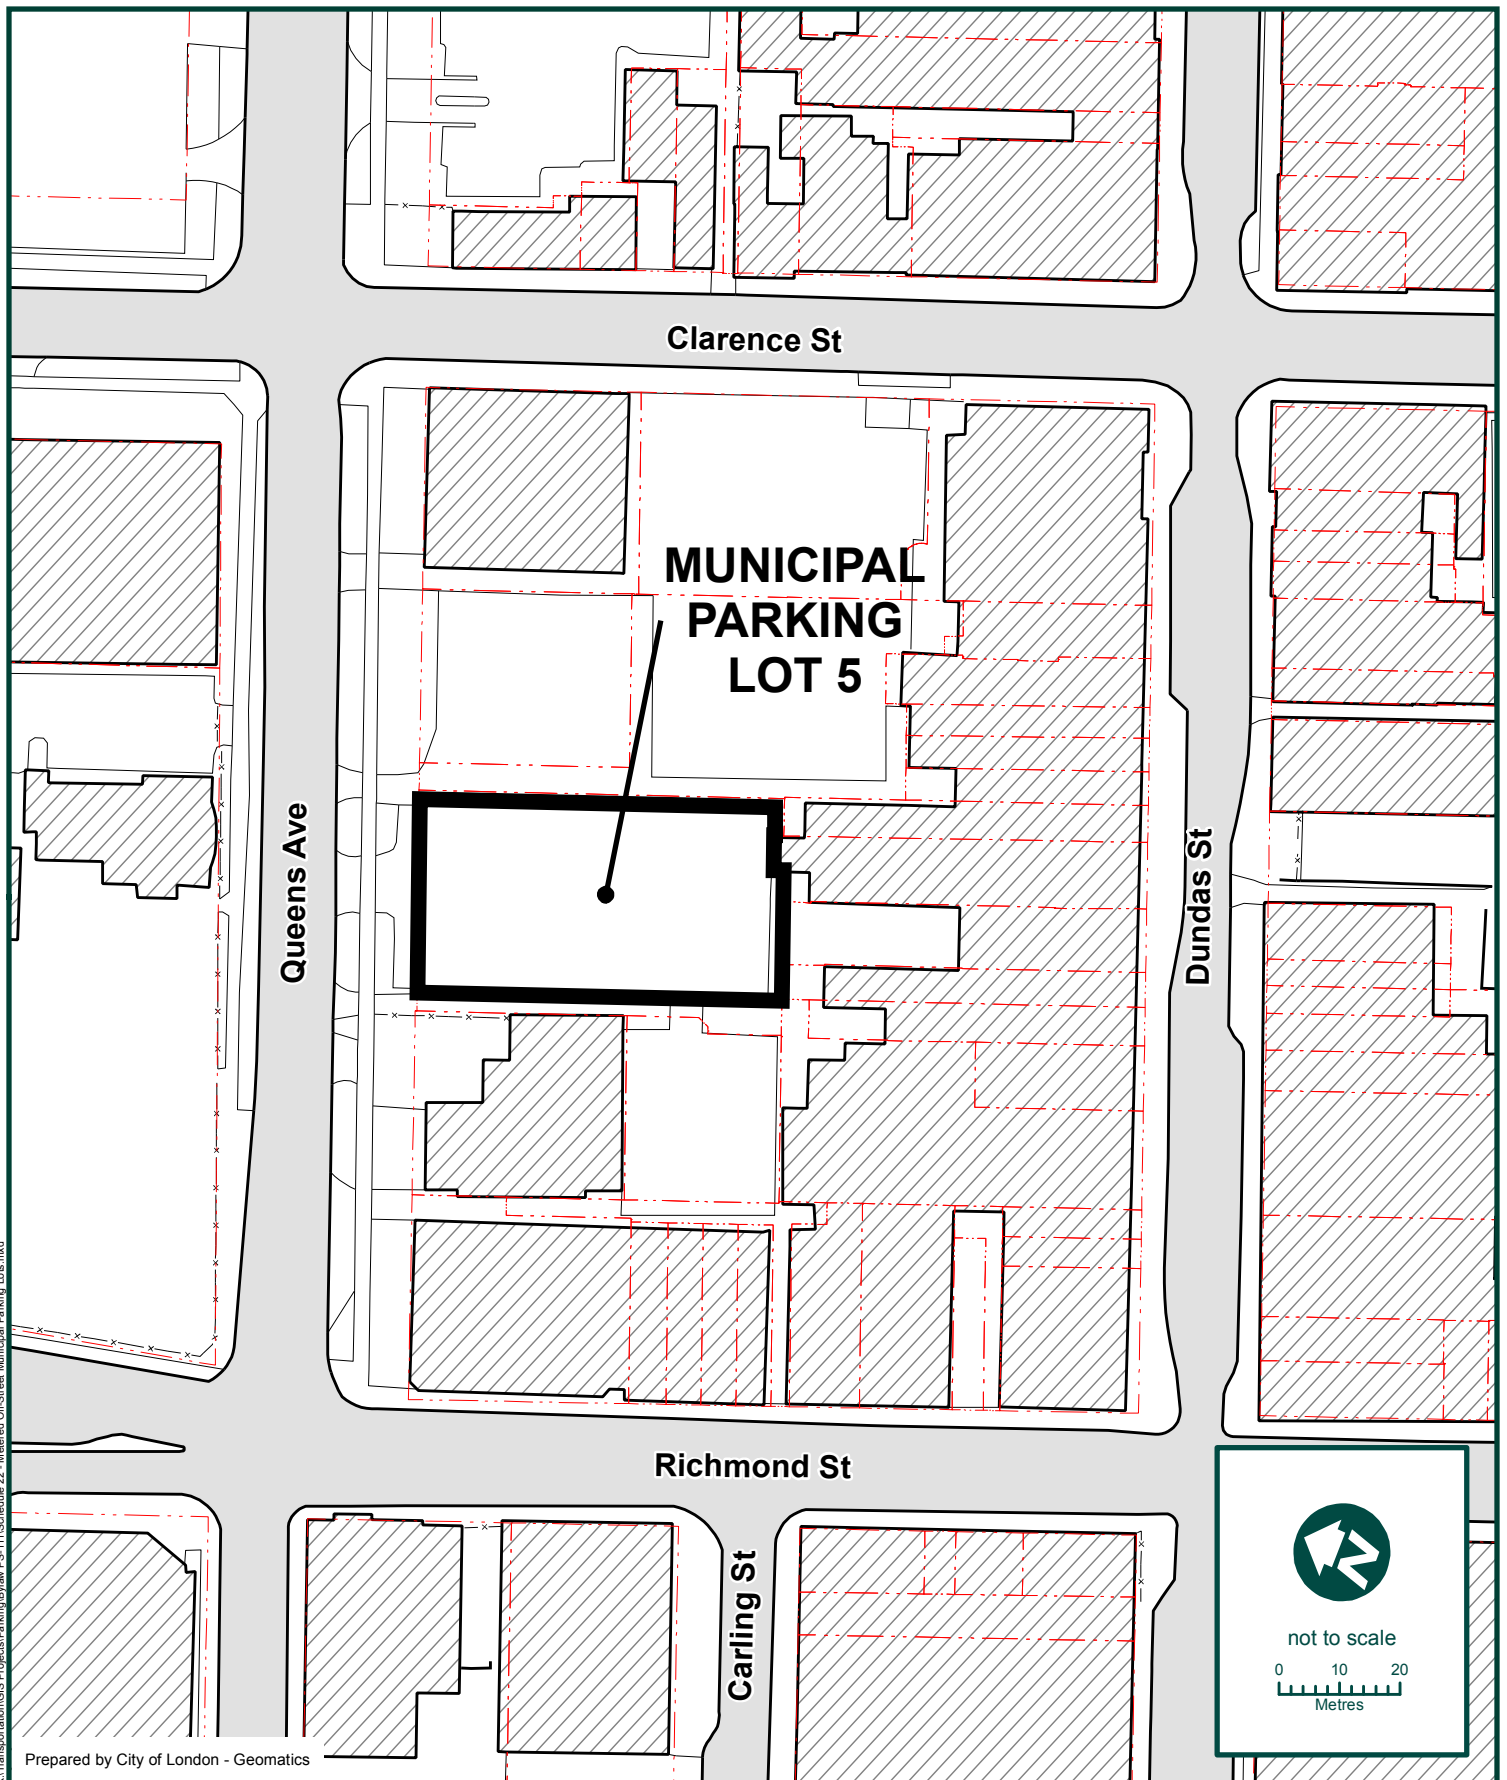 Clarence St
MUNICIPAL
PARKING
LOT 5
Queens Ave
Dundas St
Richmond St
Carling St
N
not to scale
0 10 20
Metres
Prepared by City of London - Geomatics